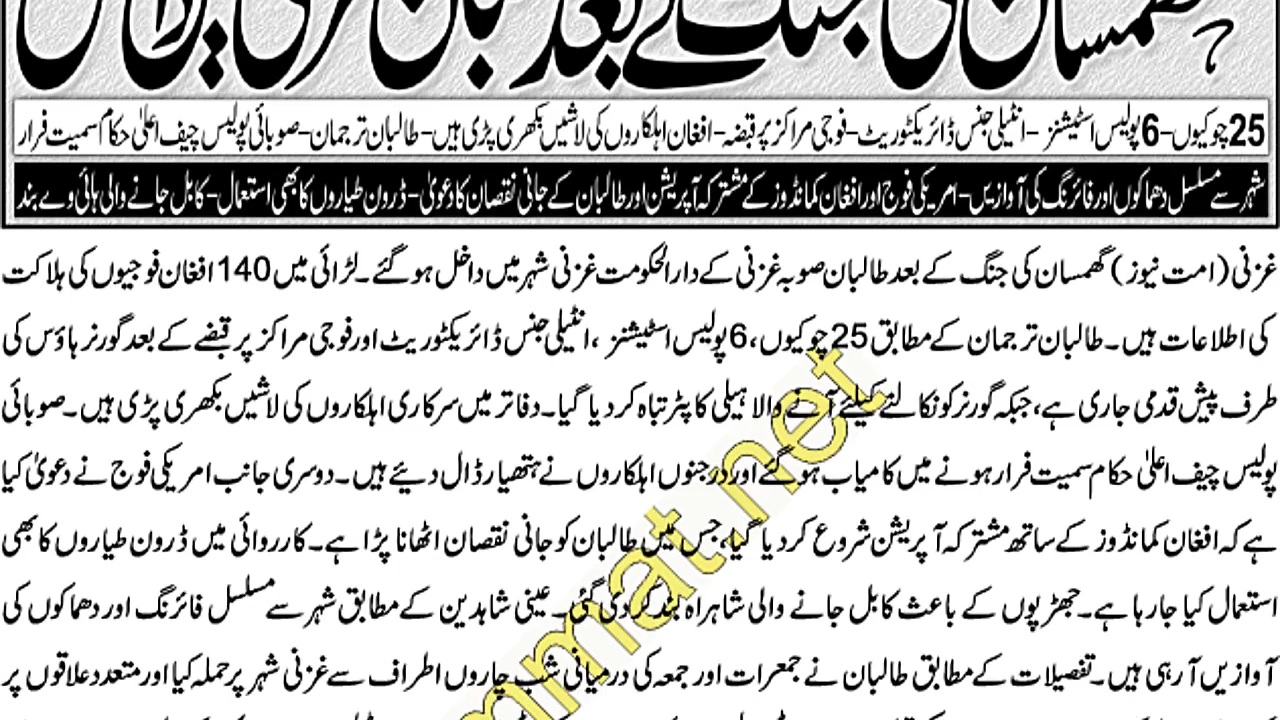 گھمسان کی جنگ کے بعد
25 چوکیوں-6 پولیس اسٹیشنز -انٹیلی جنس ڈائریکٹوریٹ-فوجی مراکز پر قبضہ-افغان اہلکاروں کی لاشیں بکھری پڑی ہیں-طالبان ترجمان-صوبائی پولیس چیف اعلیٰ حکام سمیت فرار
شہر سے مسلسل دھماکوں اور فائرنگ کی آوازیں-امریکی فوج اور افغان کمانڈوز کے مشترکہ آپریشن اور طالبان کے جانی نقصان کا دعویٰ-ڈرون طیاروں کا بھی استعمال-کابل جانے والی ہائی وے بند
غزنی (امت نیوز) گھمسان کی جنگ کے بعد طالبان صوبہ غزنی کے دارالحکومت غزنی شہر میں داخل ہو گئے۔ لڑائی میں 140 افغان فوجیوں کی ہلاکت
کی اطلاعات ہیں۔ طالبان ترجمان کے مطابق 25 چوکیوں، 6 پولیس اسٹیشنز، انٹیلی جنس ڈائریکٹوریٹ اور فوجی مراکز پر قبضے کے بعد گورنر ہاؤس کی
طرف پیش قدمی جاری ہے، جبکہ گورنر کو نکالنے کیلئے آنے والا ہیلی کاپٹر تباہ کر دیا گیا۔ دفاتر میں سرکاری اہلکاروں کی لاشیں بکھری پڑی ہیں۔ صوبائی
پولیس چیف اعلیٰ حکام سمیت فرار ہونے میں کامیاب ہو گئے اور درجنوں اہلکاروں نے ہتھیار ڈال دیئے ہیں۔ دوسری جانب امریکی فوج نے دعویٰ کیا
ہے کہ افغان کمانڈوز کے ساتھ مشترکہ آپریشن شروع کر دیا گیا، جس میں طالبان کو جانی نقصان اٹھانا پڑا ہے۔ کارروائی میں ڈرون طیاروں کا بھی
استعمال کیا جا رہا ہے۔ جھڑپوں کے باعث کابل جانے والی شاہراہ بند کر دی گئی۔ عینی شاہدین کے مطابق شہر سے مسلسل فائرنگ اور دھماکوں کی
آوازیں آ رہی ہیں۔ تفصیلات کے مطابق طالبان نے جمعرات اور جمعہ کی درمیانی شب چاروں اطراف سے غزنی شہر پر حملہ کیا اور متعدد علاقوں پر
mmat.net